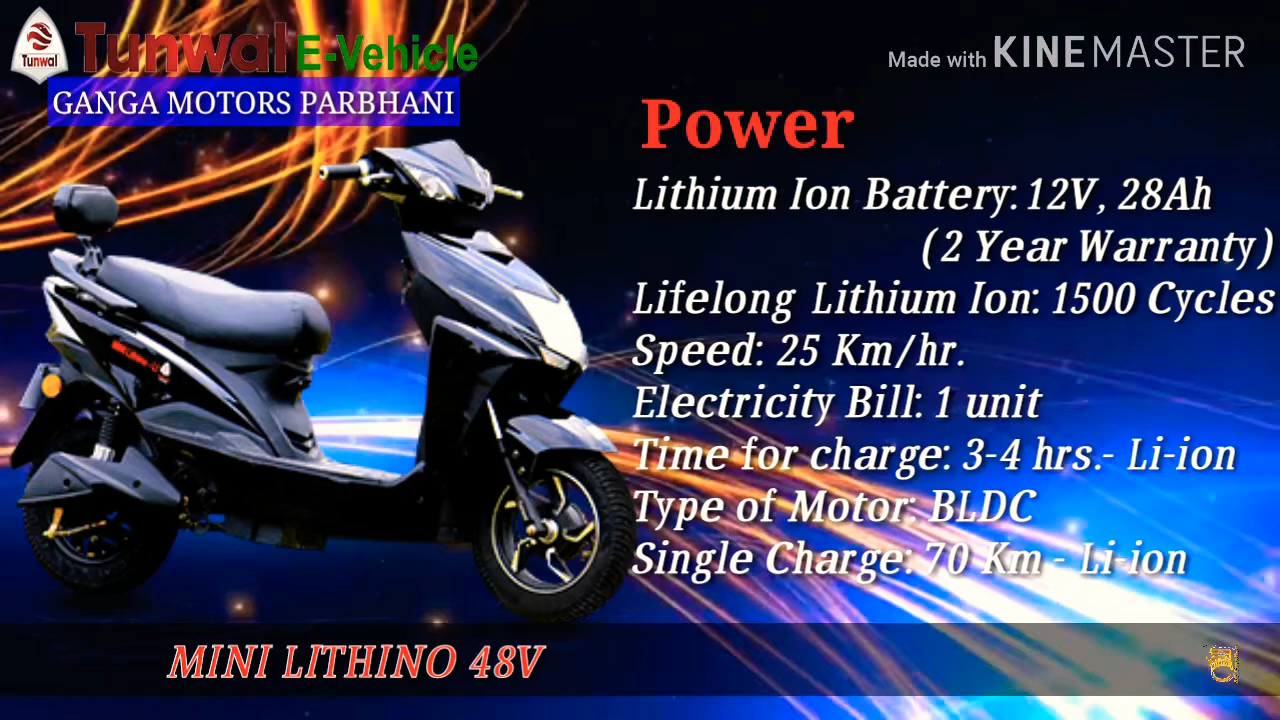 Tunwal
Tunwal E-Vehicle
GANGA MOTORS PARBHANI
Made with KINEMASTER
Power
Lithium Ion Battery: 12V, 28Ah
(2 Year Warranty)
Lifelong Lithium Ion: 1500 Cycles
Speed: 25 Km/hr.
Electricity Bill: 1 unit
Time for charge: 3-4 hrs.- Li-ion
Type of Motor: BLDC
Single Charge: 70 Km - Li-ion
MINI LITHINO 48V